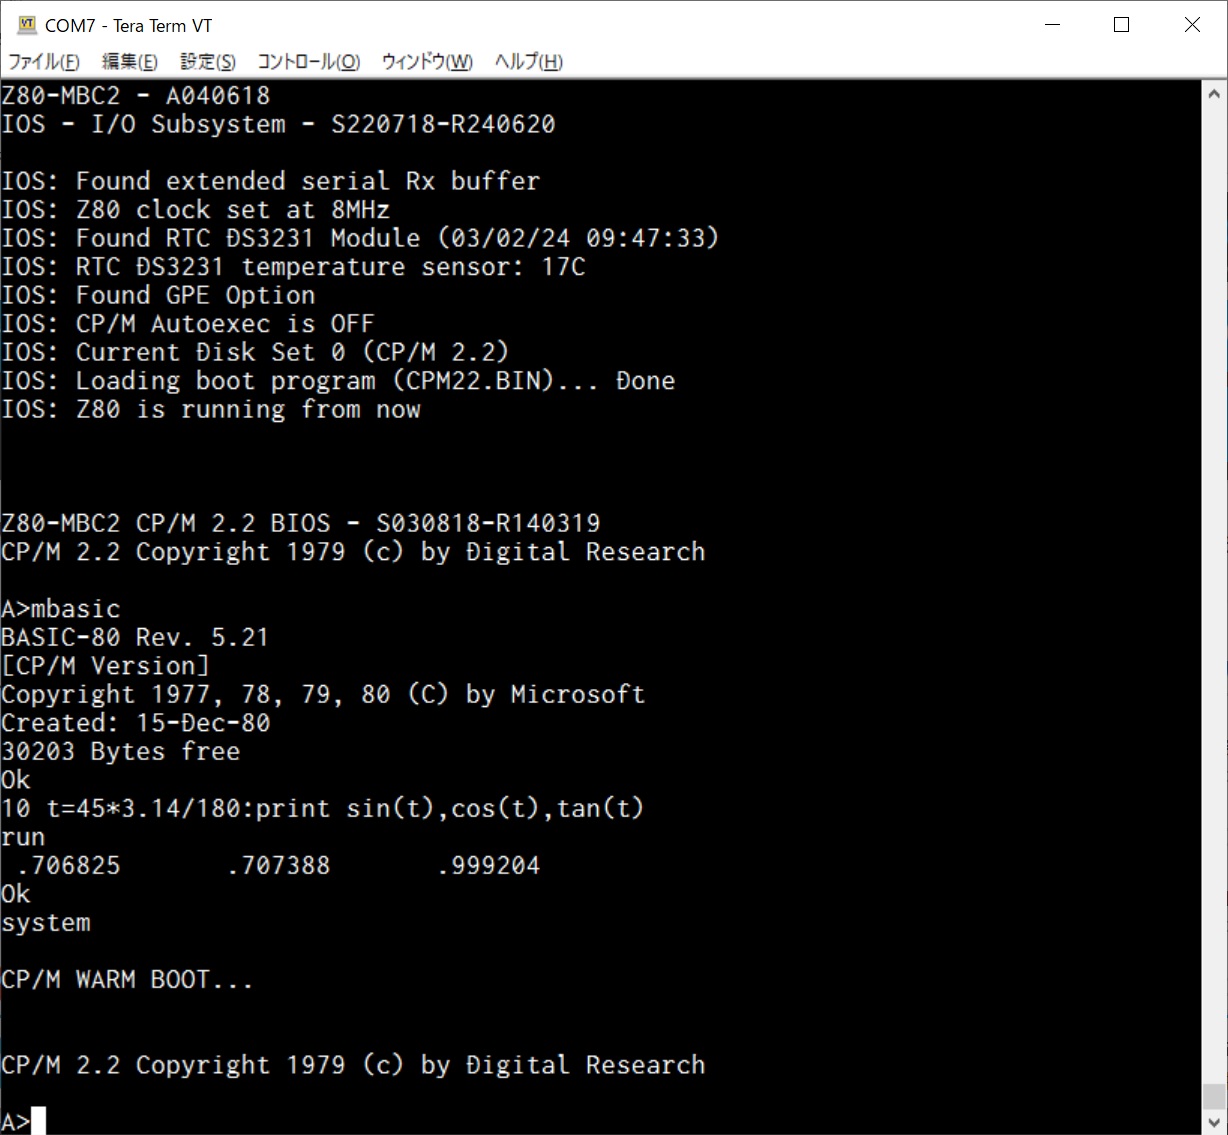 COM7 - Tera Term VT
ファイル(F) 編集(E) 設定(S) コントロール(O) ウィンドウ(W) ヘルプ(H)
Z80-MBC2 - A040618
IOS - I/O Subsystem - S220718-R240620
IOS: Found extended serial Rx buffer
IOS: Z80 clock set at 8MHz
IOS: Found RTC DS3231 Module (03/02/24 09:47:33)
IOS: RTC DS3231 temperature sensor: 17C
IOS: Found GPE Option
IOS: CP/M Autoexec is OFF
IOS: Current Disk Set 0 (CP/M 2.2)
IOS: Loading boot program (CPM22.BIN)... Done
IOS: Z80 is running from now
Z80-MBC2 CP/M 2.2 BIOS - S030818-R140319
CP/M 2.2 Copyright 1979 (c) by Digital Research
A>mbasic
BASIC-80 Rev. 5.21
[CP/M Version]
Copyright 1977, 78, 79, 80 (C) by Microsoft
Created: 15-Dec-80
30203 Bytes free
Ok
10 t=45*3.14/180:print sin(t),cos(t),tan(t)
run
.706825 .707388 .999204
Ok
system
CP/M WARM BOOT...
CP/M 2.2 Copyright 1979 (c) by Digital Research
A>